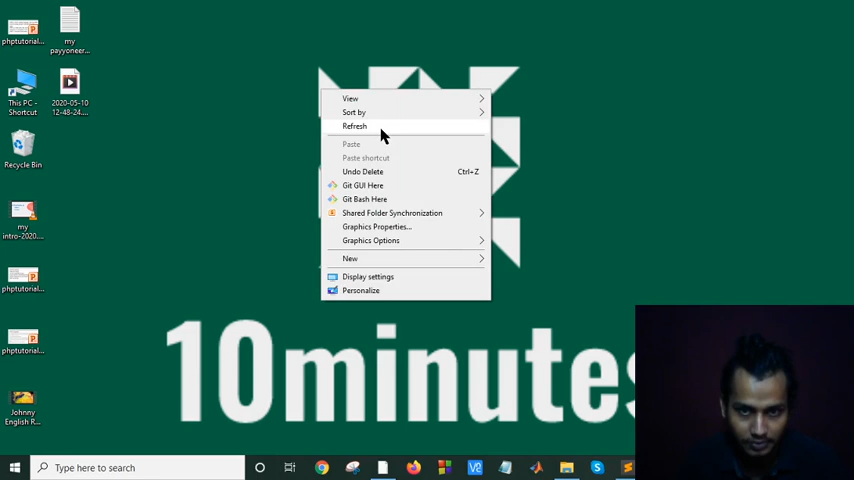 phptutorial...
my
payyoneer...
This PC -
Shortcut
2020-05-10
12-48-24....
Recycle Bin
my
intro-2020....
phptutorial...
phptutorial...
Johnny
English R...
View
Sort by
Refresh
Paste
Paste shortcut
Undo Delete Ctrl+Z
Git GUI Here
Git Bash Here
Shared Folder Synchronization
Graphics Properties...
Graphics Options
New
Display settings
Personalize
10minutes
Type here to search